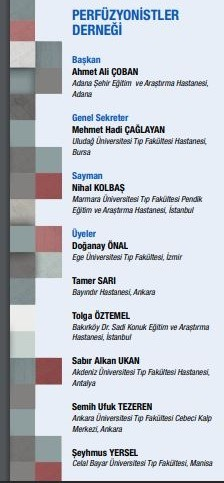 PERFÜZYONİSTLER
DERNEĞİ
Başkan
Ahmet Ali ÇOBAN
Adana Şehir Eğitim ve Araştırma Hastanesi,
Adana
Genel Sekreter
Mehmet Hadi ÇAĞLAYAN
Uludağ Üniversitesi Tıp Fakültesi Hastanesi,
Bursa
Sayman
Nihal KOLBAŞ
Marmara Üniversitesi Tıp Fakültesi Pendik
Eğitim ve Araştırma Hastanesi, İstanbul
Üyeler
Doğanay ÖNAL
Ege Üniversitesi Tıp Fakültesi, İzmir
Tamer SARI
Bayındır Hastanesi, Ankara
Tolga ÖZTEMEL
Bakırköy Dr. Sadi Konuk Eğitim ve Araştırma
Hastanesi, İstanbul
Sabır Alkan UKAN
Akdeniz Üniversitesi Tıp Fakültesi Hastanesi,
Antalya
Semih Ufuk TEZEREN
Ankara Üniversitesi Tıp Fakültesi Cebeci Kalp
Merkezi, Ankara
Şeyhmus YERSEL
Celal Bayar Üniversitesi Tıp Fakültesi, Manisa